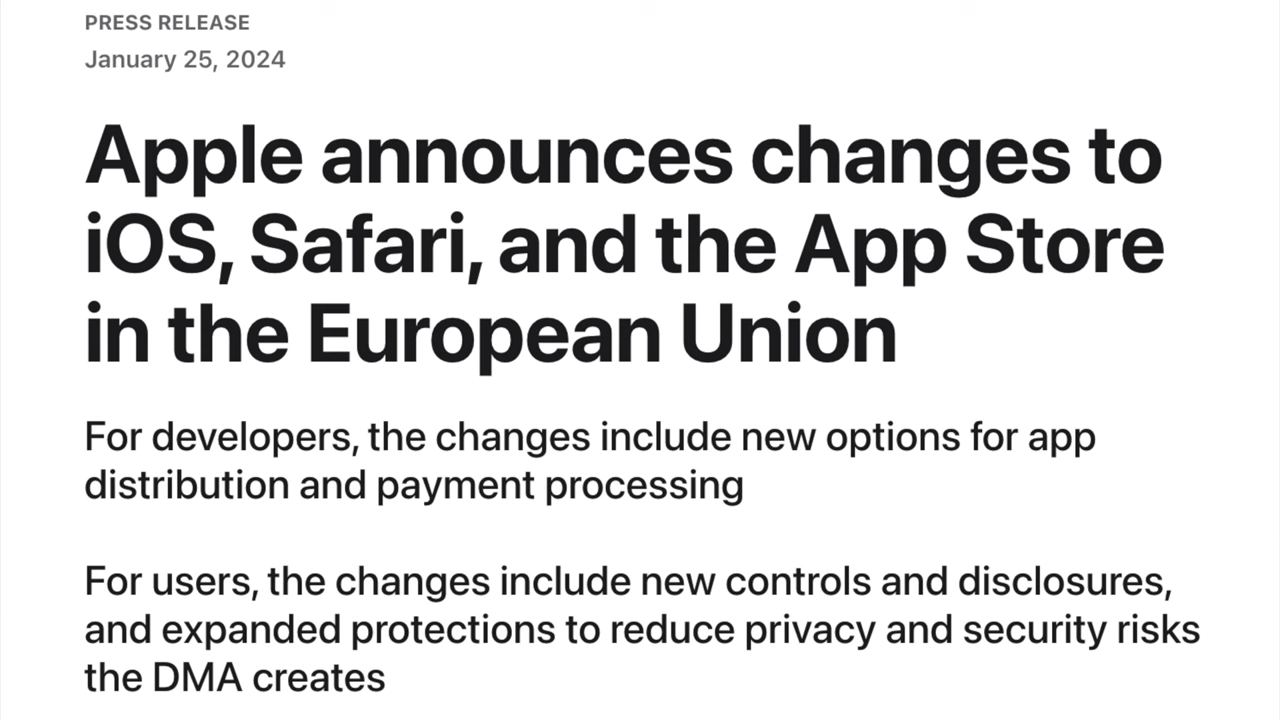 PRESS RELEASE
January 25, 2024
Apple announces changes to
iOS, Safari, and the App Store
in the European Union
For developers, the changes include new options for app
distribution and payment processing
For users, the changes include new controls and disclosures,
and expanded protections to reduce privacy and security risks
the DMA creates